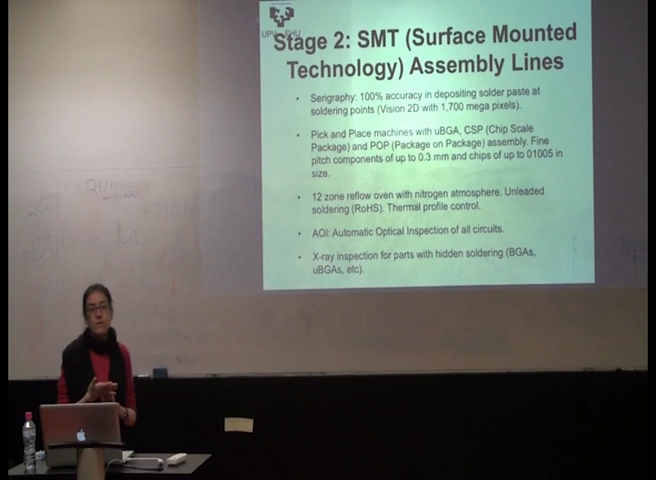 UPV EHU
Stage 2: SMT (Surface Mounted
Technology) Assembly Lines
• Serigraphy: 100% accuracy in depositing solder paste at
soldering points (Vision 2D with 1,700 mega pixels).
• Pick and Place machines with uBGA, CSP (Chip Scale
Package) and POP (Package on Package) assembly. Fine
pitch components of up to 0.3 mm and chips of up to 01005 in
size.
• 12 zone reflow oven with nitrogen atmosphere. Unleaded
soldering (RoHS). Thermal profile control.
• AOI: Automatic Optical Inspection of all circuits.
• X-ray inspection for parts with hidden soldering (BGAs,
uBGAs, etc).